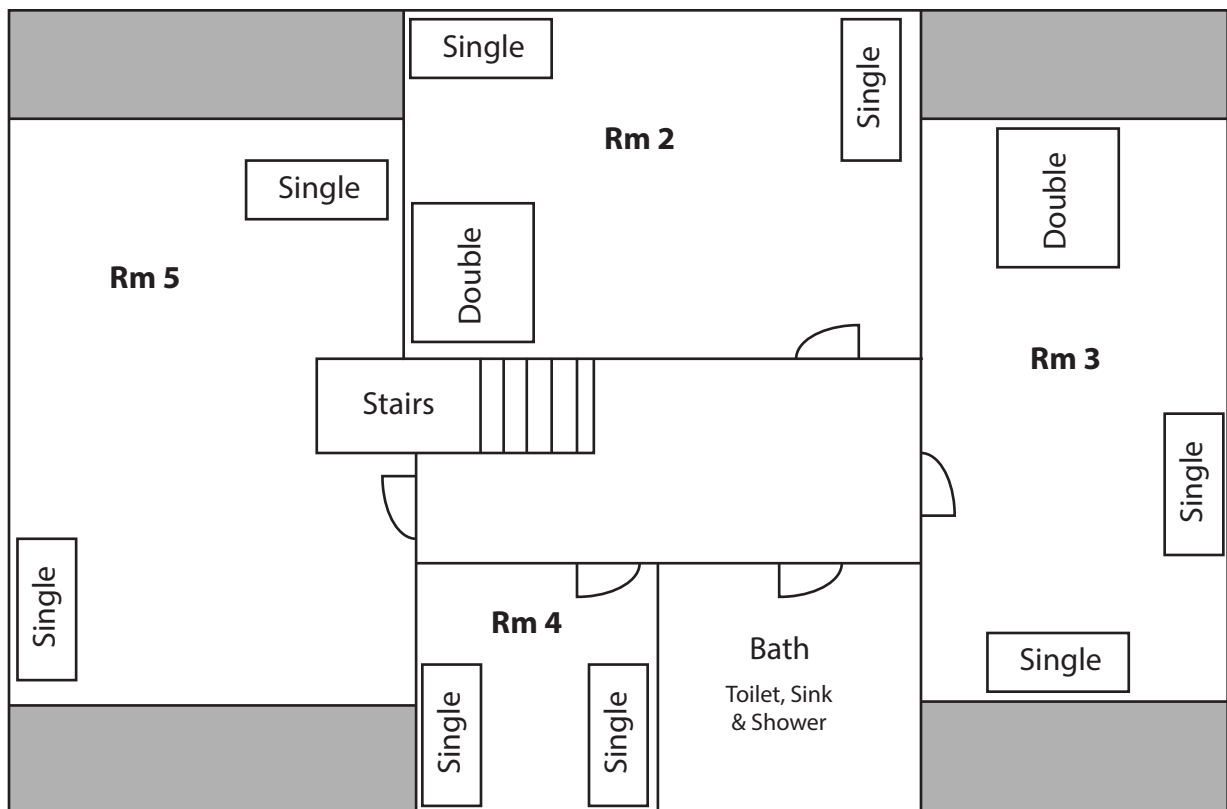 Single
Single
Rm 2
Single
Double
Double
Rm 5
Rm 3
Stairs
Single
Single
Rm 4
Bath
Single
Toilet, Sink
& Shower
Single
Single